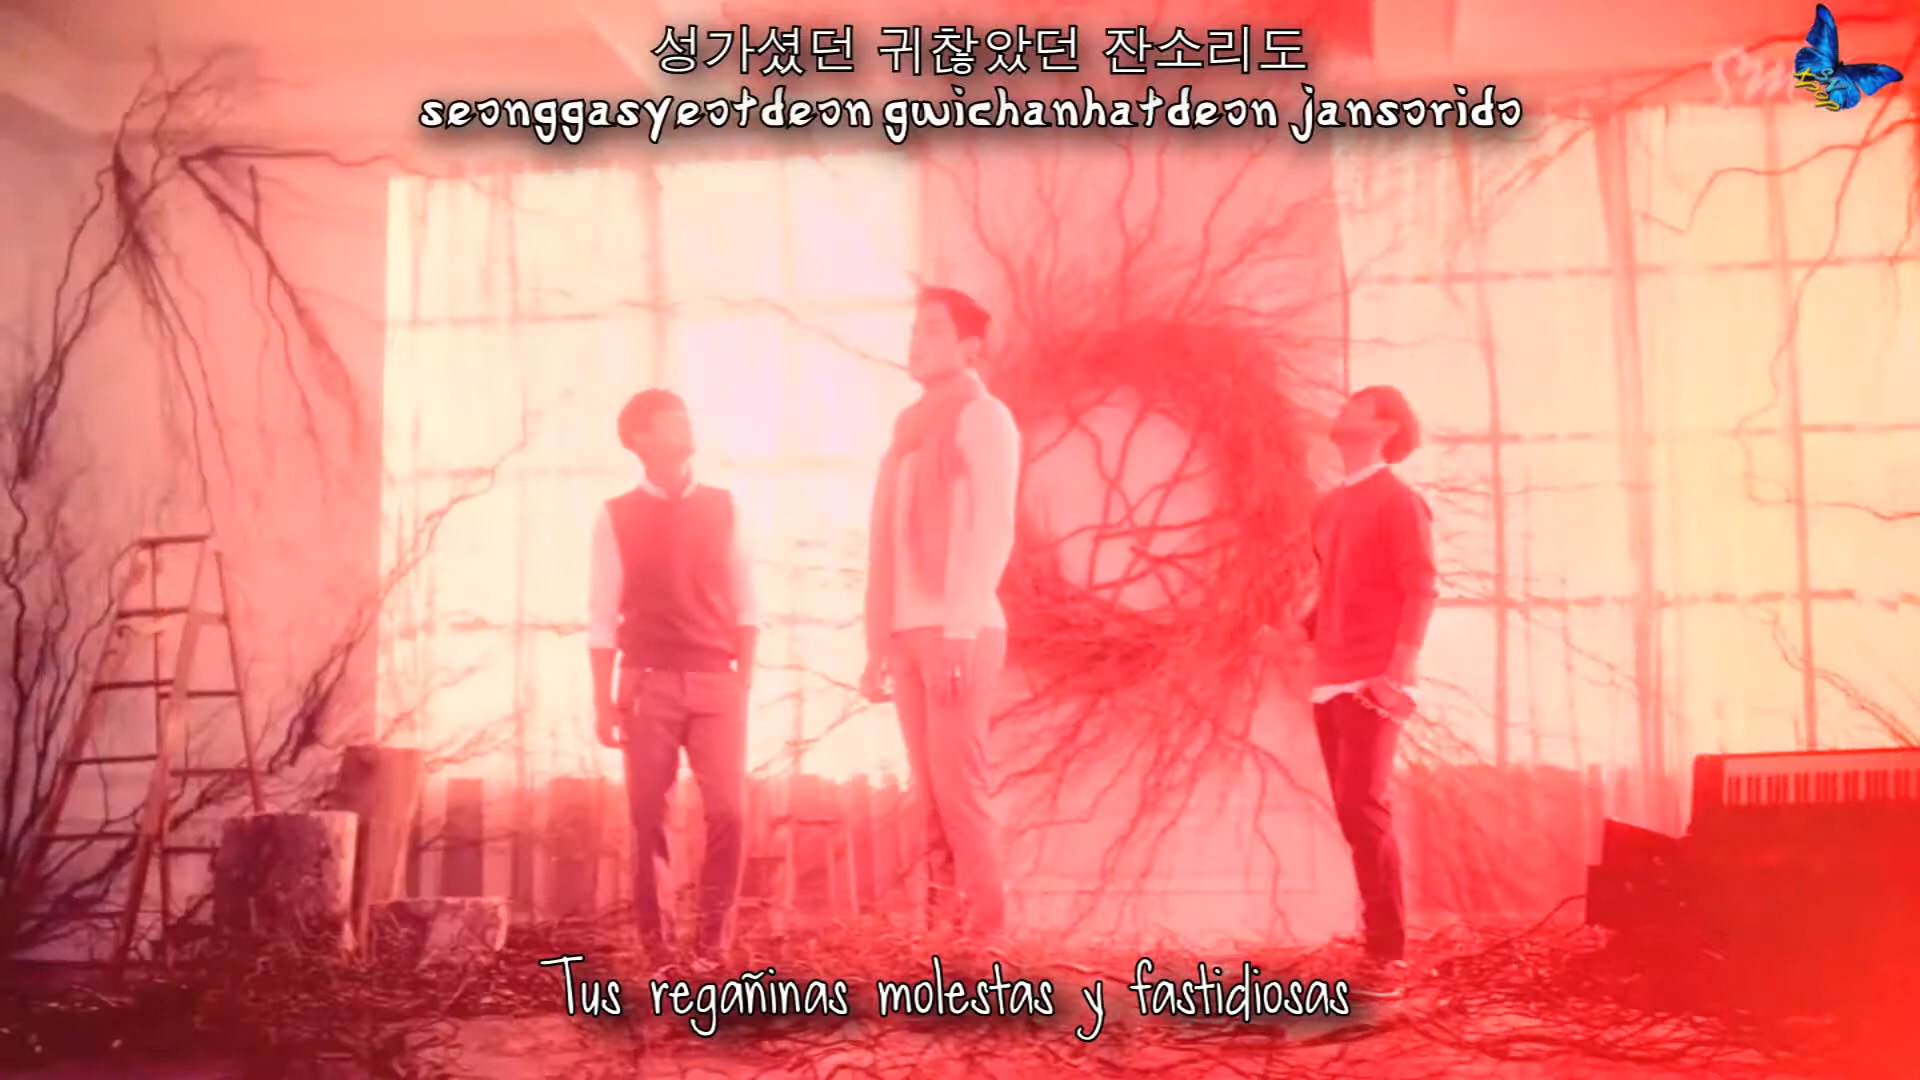 성가셨던 귀찮았던 잔소리도
seonggasyeotdeon gwichanhatdeon jansorido
Tus regañinas molestas y fastidiosas